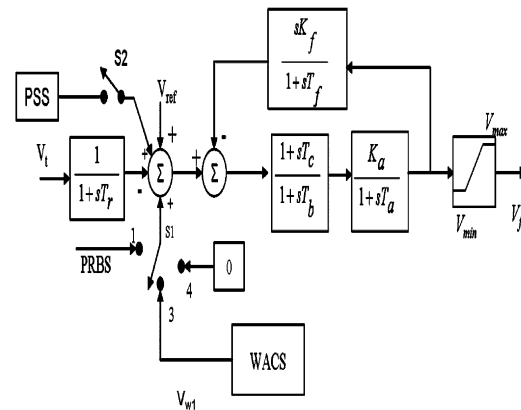 sK_f
1+sT_f
S2
PSS
V_ref
+
-
V_max
V_t
1
1+sT_r
+
-
Σ
+
+
Σ
1+sT_c
1+sT_b
K_a
1+sT_a
V_min
V_f
S1
1
PRBS
4
0
3
WACS
V_w1